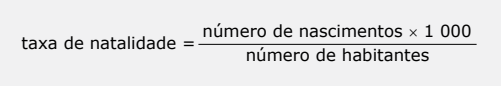 número de nascimentos × 1 000
taxa de natalidade =
número de habitantes